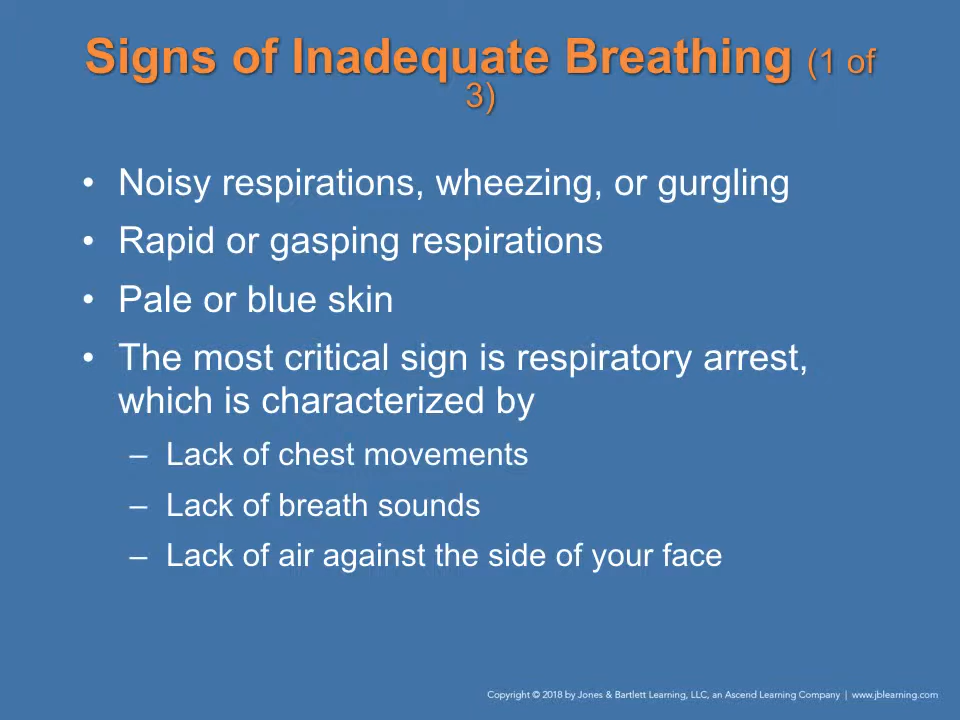 Signs of Inadequate Breathing (1 of
3)
• Noisy respirations, wheezing, or gurgling
• Rapid or gasping respirations
• Pale or blue skin
• The most critical sign is respiratory arrest,
which is characterized by
– Lack of chest movements
– Lack of breath sounds
– Lack of air against the side of your face
Copyright © 2018 by Jones & Bartlett Learning, LLC, an Ascend Learning Company | www.jblearning.com